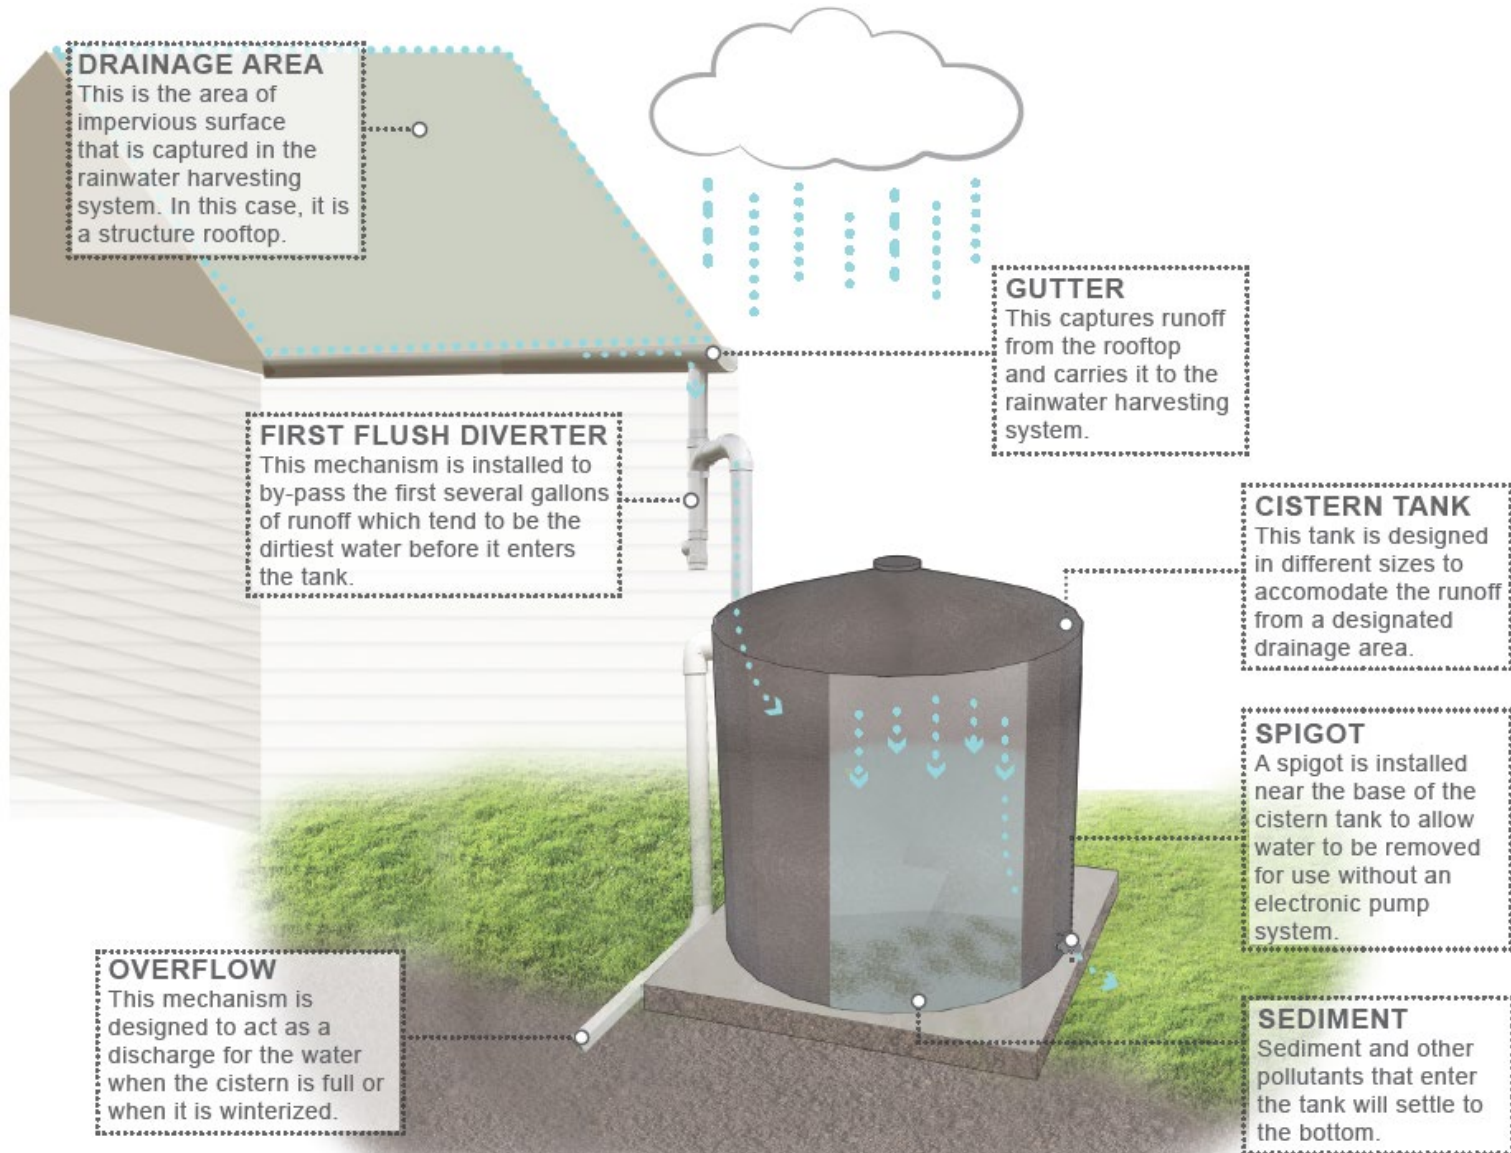 DRAINAGE AREA
This is the area of
impervious surface
that is captured in the
rainwater harvesting
system. In this case, it is
a structure rooftop.
GUTTER
This captures runoff
from the rooftop
and carries it to the
rainwater harvesting
system.
FIRST FLUSH DIVERTER
This mechanism is installed to
by-pass the first several gallons
of runoff which tend to be the
dirtiest water before it enters
the tank.
CISTERN TANK
This tank is designed
in different sizes to
accomodate the runoff
from a designated
drainage area.
SPIGOT
A spigot is installed
near the base of the
cistern tank to allow
water to be removed
for use without an
electronic pump
system.
OVERFLOW
This mechanism is
designed to act as a
discharge for the water
when the cistern is full or
when it is winterized.
SEDIMENT
Sediment and other
pollutants that enter
the tank will settle to
the bottom.